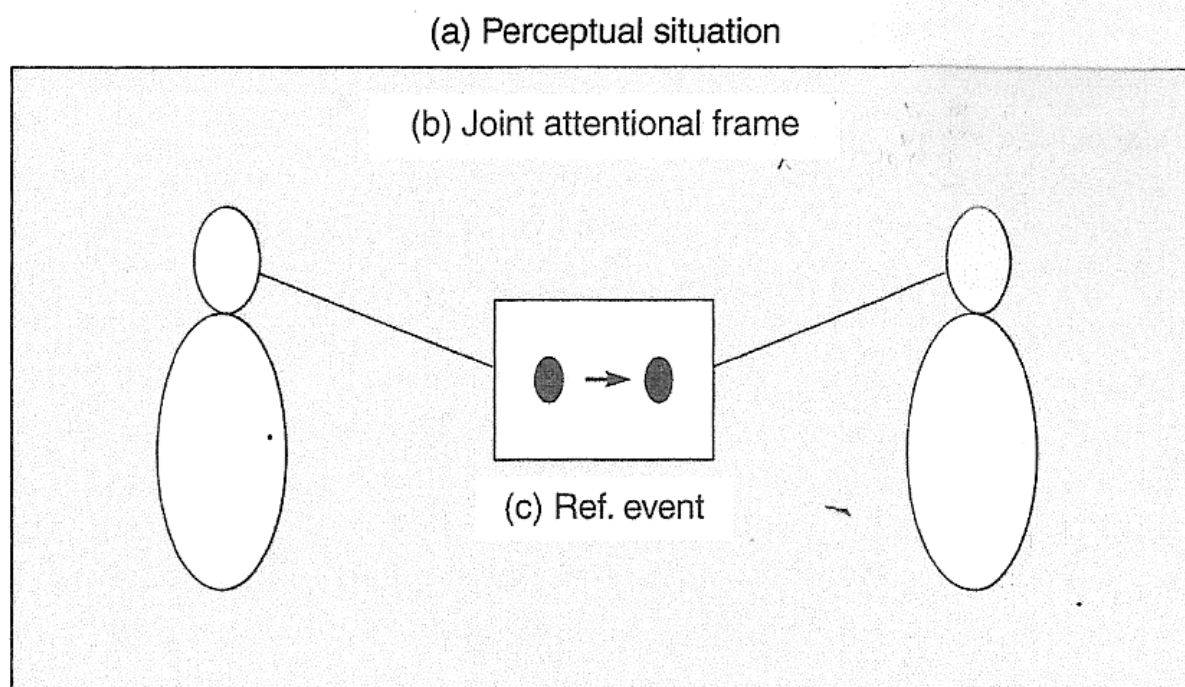 (a) Perceptual situation
(b) Joint attentional frame
(c) Ref. event